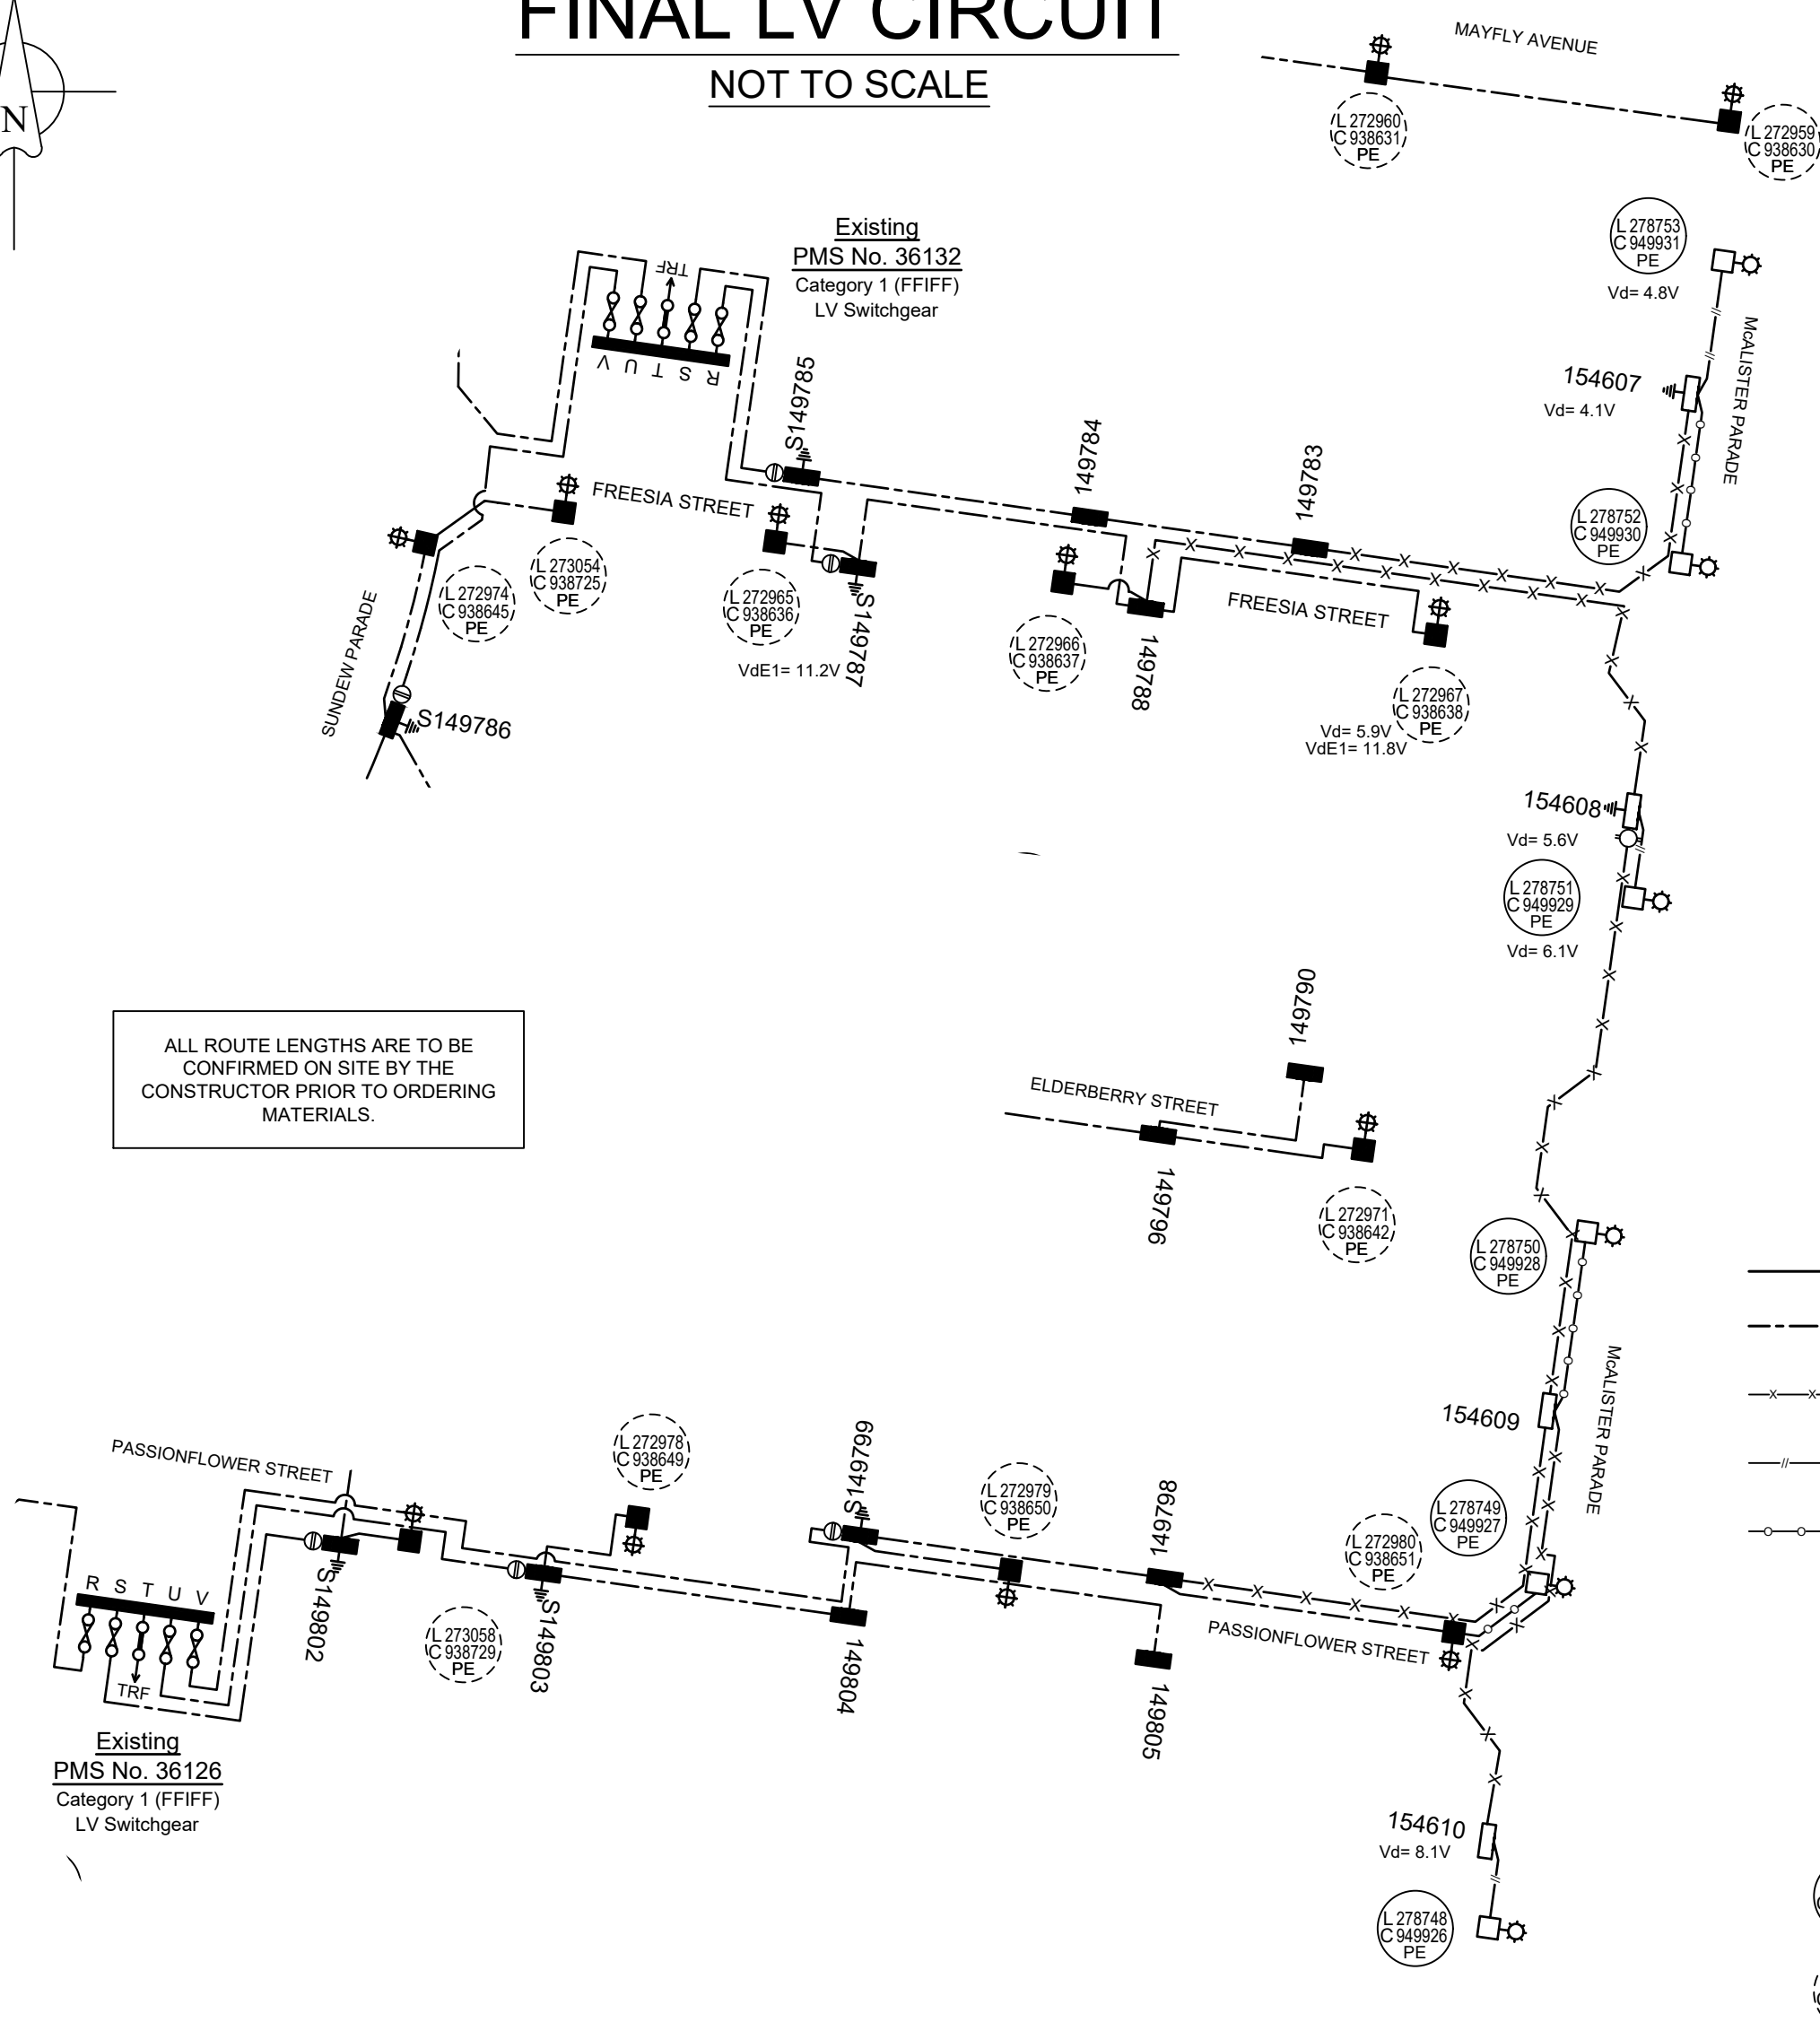 FINAL LV CIRCUIT
NOT TO SCALE
N
MAYFLY AVENUE
L 272960
C 938631
PE
L 272959
C 938630
PE
L 278753
C 949931
PE
Vd= 4.8V
Existing
PMS No. 36132
Category 1 (FFIFF)
LV Switchgear
TRF
R S T U V
S149785
149784
149783
154607
Vd= 4.1V
McALISTER PARADE
L 278752
C 949930
PE
FREESIA STREET
L 273054
C 938725
PE
L 272974
C 938645
PE
L 272965
C 938636
PE
VdE1= 11.2V
S149787
L 272966
C 938637
PE
149788
FREESIA STREET
L 272967
C 938638
PE
Vd= 5.9V
VdE1= 11.8V
SUNDEW PARADE
S149786
154608
Vd= 5.6V
L 278751
C 949929
PE
Vd= 6.1V
ALL ROUTE LENGTHS ARE TO BE
CONFIRMED ON SITE BY THE
CONSTRUCTOR PRIOR TO ORDERING
MATERIALS.
149790
ELDERBERRY STREET
149796
L 272971
C 938642
PE
L 278750
C 949928
PE
McALISTER PARADE
154609
L 278749
C 949927
PE
PASSIONFLOWER STREET
L 272978
C 938649
PE
S149799
L 272979
C 938650
PE
149798
L 272980
C 938651
PE
R S T U V
TRF
S149802
L 273058
C 938729
PE
S149803
149804
149805
PASSIONFLOWER STREET
Existing
PMS No. 36126
Category 1 (FFIFF)
LV Switchgear
154610
Vd= 8.1V
L 278748
C 949926
PE